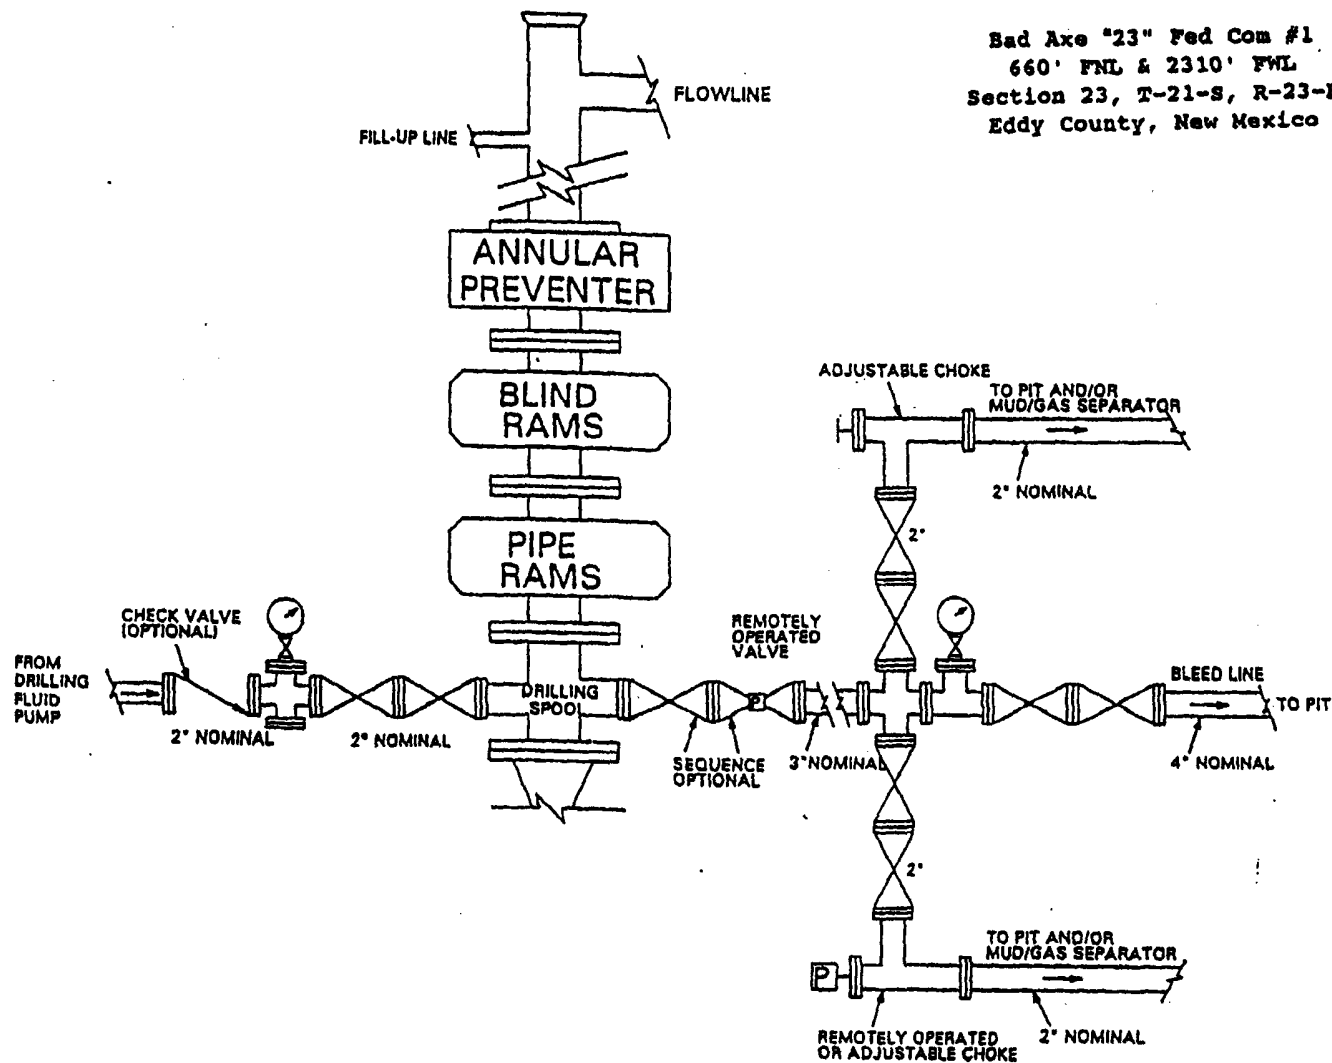 Bad Axe "23" Fed Com #1
660' FNL & 2310' FWL
Section 23, T-21-S, R-23-
Eddy County, New Mexico
FLOWLINE
FILL-UP LINE
ANNULAR
PREVENTER
BLIND
RAMS
PIPE
RAMS
ADJUSTABLE CHOKE
TO PIT AND/OR
MUD/GAS SEPARATOR
2" NOMINAL
2"
CHECK VALVE
(OPTIONAL)
FROM
DRILLING
FLUID
PUMP
2" NOMINAL
2" NOMINAL
DRILLING
SPOOL
REMOTELY
OPERATED
VALVE
P
SEQUENCE
OPTIONAL
3" NOMINAL
BLEED LINE
TO PIT
4" NOMINAL
2"
TO PIT AND/OR
MUD/GAS SEPARATOR
P
2" NOMINAL
REMOTELY OPERATED
OR ADJUSTABLE CHOKE